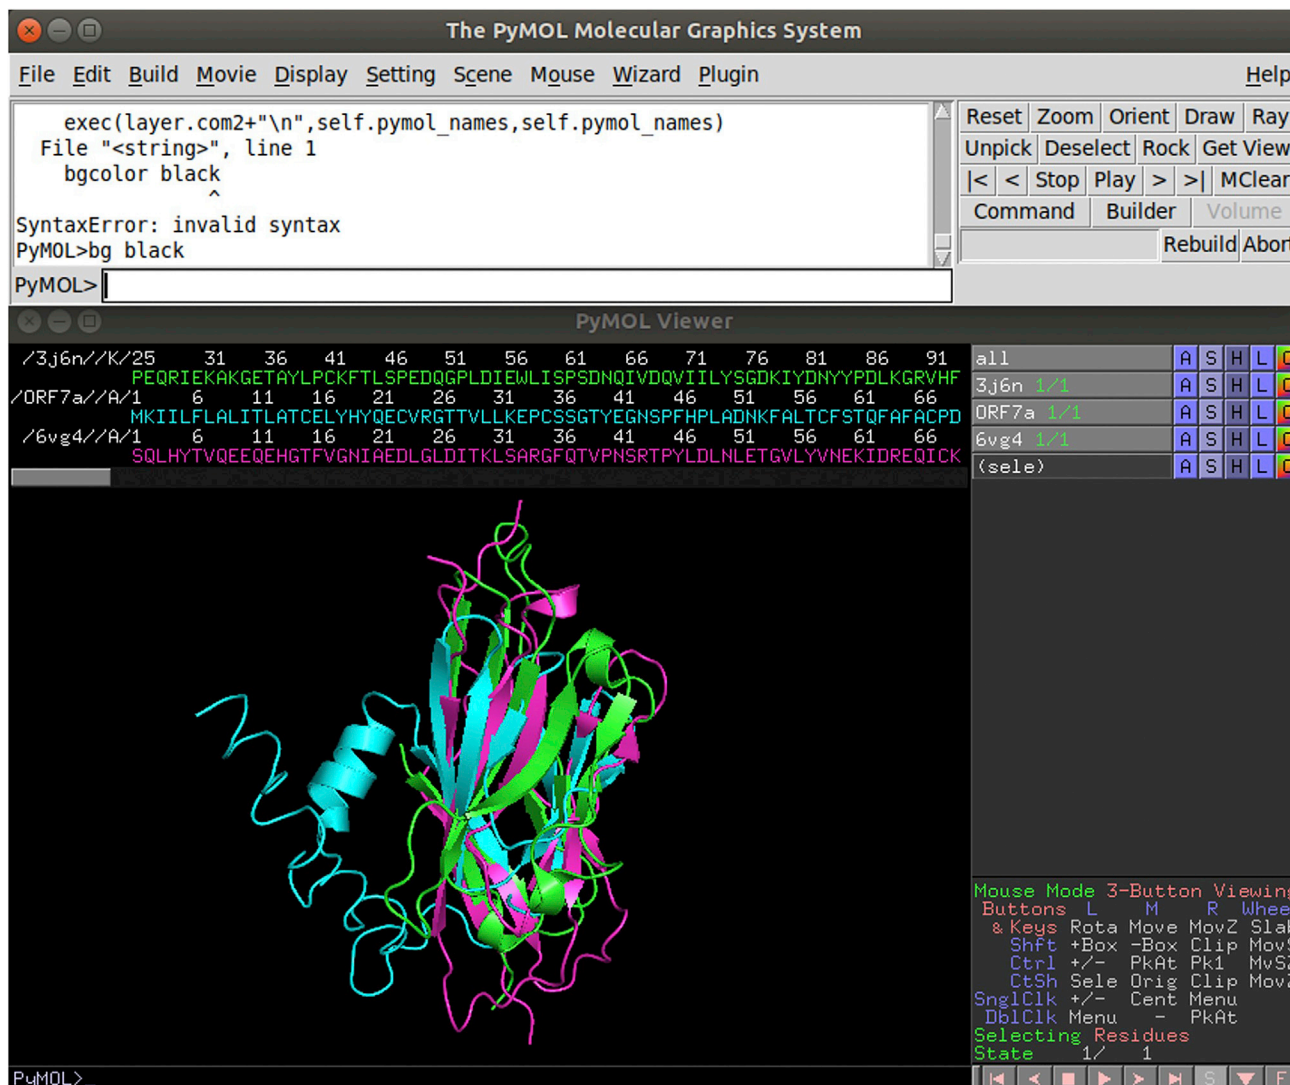 The PyMOL Molecular Graphics System
File Edit Build Movie Display Setting Scene Mouse Wizard Plugin Help
exec(layer.com2+"\n",self.pymol_names,self.pymol_names)
File "<string>", line 1
bgcolor black
^
SyntaxError: invalid syntax
PyMOL>bg black
PyMOL>
Reset Zoom Orient Draw Ray
Unpick Deselect Rock Get View
|< < Stop Play > >| MClear
Command Builder Volume
Rebuild Abort
PyMOL Viewer
/3j6n//K/25 31 36 41 46 51 56 61 66 71 76 81 86 91
PEQRIEKAKGETAYLPCKFTLSPEDQGPLDIEWLISPSDNQIVDQVIILYSGDKIYDNYYPDLKGRVHF
/ORF7a//A/1 6 11 16 21 26 31 36 41 46 51 56 61 66
MKIILFLALITLATCELYHYQECVRGTTVLLKEPCSSGTYEGNSPFHPLADNKFALTCFSTQFAFACPD
/6vg4//A/1 6 11 16 21 26 31 36 41 46 51 56 61 66
SQLHYTVQEEQEHGTFVGNIAEDLGLDITKLSARGFQTVPNSRTPYLDLNLETGVLYVNEKIDREQICK
all A S H L
3j6n 1/1 A S H L
ORF7a 1/1 A S H L
6vg4 1/1 A S H L
(sele) A S H L
Mouse Mode 3-Button Viewing
Buttons L M R Whee
& Keys Rota Move MovZ Slab
Shft +Box -Box Clip MovS
Ctrl +/- PkAt Pk1 MvSZ
CtSh Sele Orig Clip MovZ
SnglClk +/- Cent Menu
DblClk Menu - PkAt
Selecting Residues
State 1/ 1
PyMOL>
S F